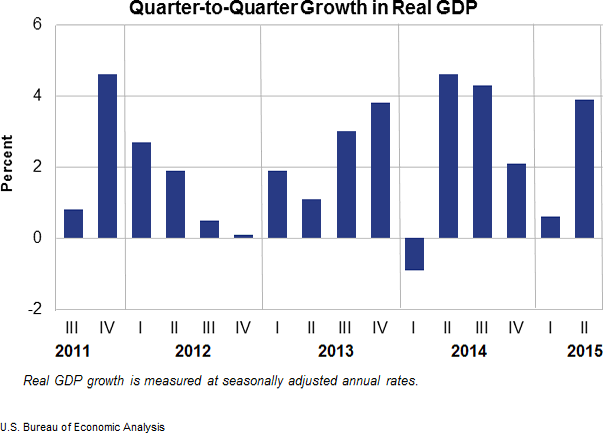 Quarter-to-Quarter Growth in Real GDP
6
4
2
0
-2
Percent
III IV I II III IV I II III IV I II III IV I II
2011 2012 2013 2014 2015
Real GDP growth is measured at seasonally adjusted annual rates.
U.S. Bureau of Economic Analysis